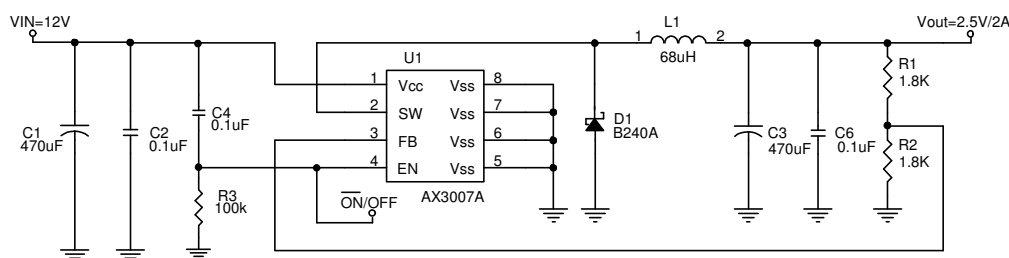 VIN=12V
Vout=2.5V/2A
L1
1
2
68uH
U1
1
Vcc
Vss
8
2
SW
Vss
7
3
FB
Vss
6
4
EN
Vss
5
AX3007A
C1
470uF
C2
0.1uF
C4
0.1uF
R3
100k
ON/OFF
D1
B240A
C3
470uF
C6
0.1uF
R1
1.8K
R2
1.8K